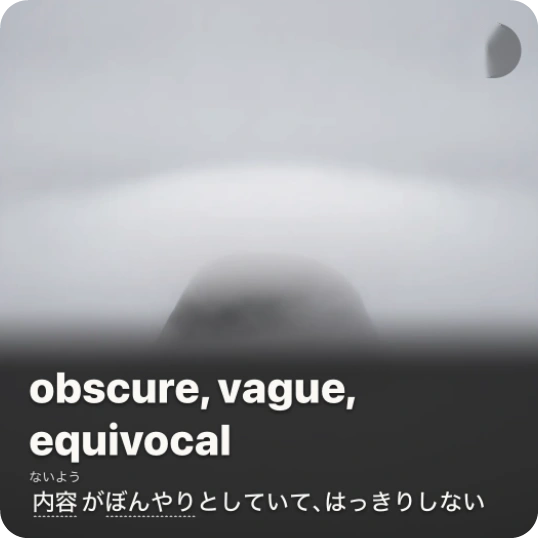 obscure, vague,
equivocal
ないよう
内容がぼんやりとしていて、はっきりしない